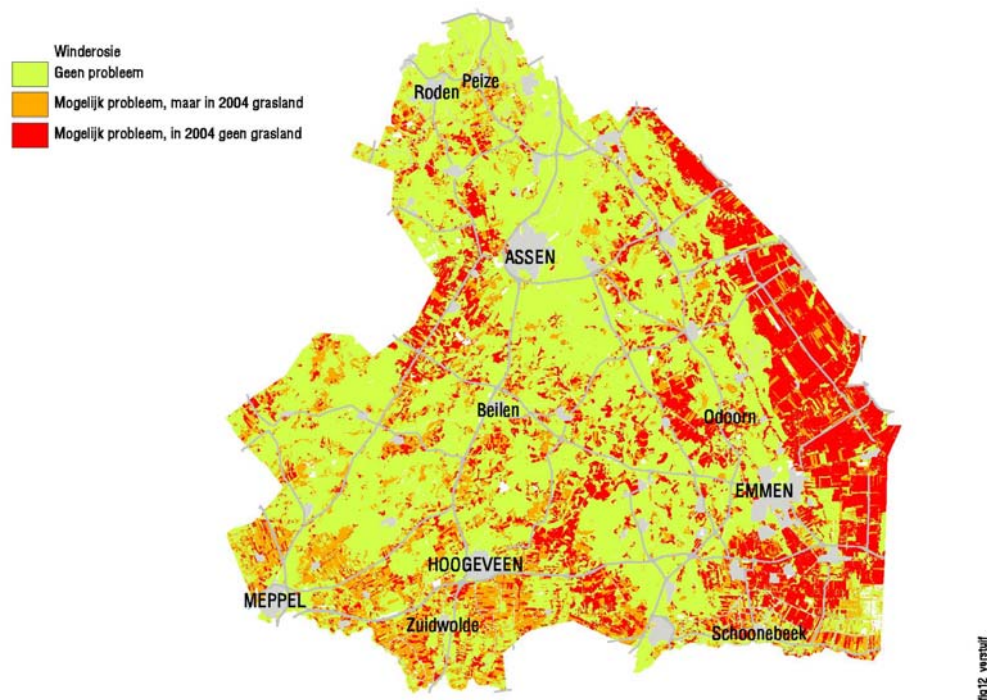 Winderosie
Geen probleem
Mogelijk probleem, maar in 2004 grasland
Mogelijk probleem, in 2004 geen grasland
Peize
Roden
ASSEN
Beilen
Odoorn
EMMEN
HOOGEVEEN
MEPPEL
Zuidwolde
Schoonebeek
fig12_verstuif